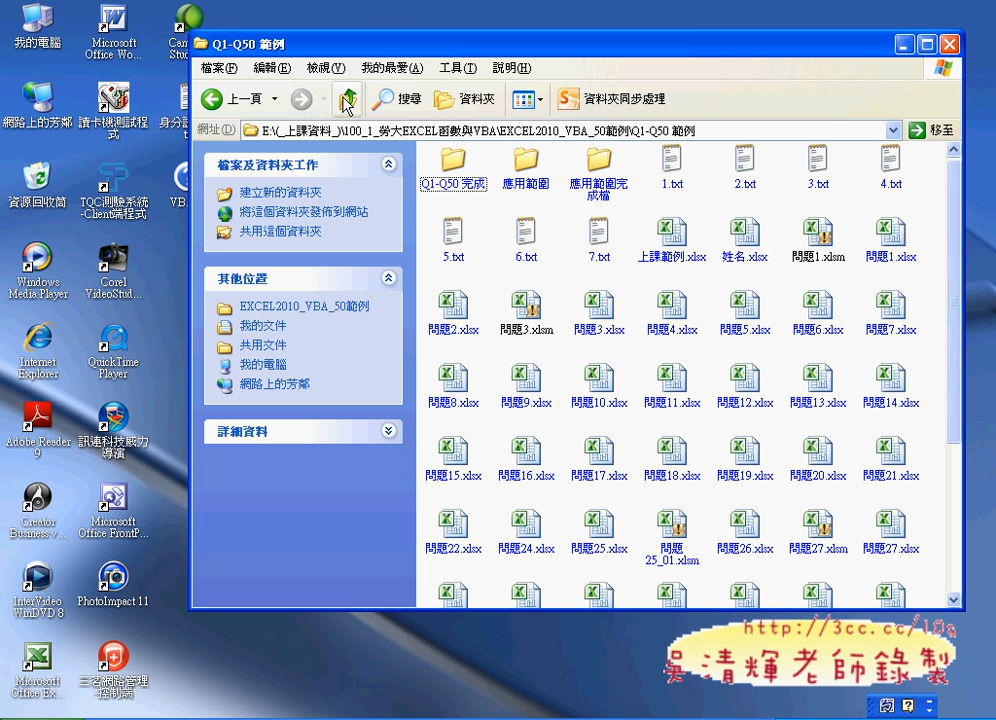 我的電腦
Microsoft
Office Wo...
網路上的芳鄰
讀卡機測試程
式
資源回收筒
TQC測驗系統
-Client端程式
Windows
Media Player
Corel
VideoStud...
Internet
Explorer
QuickTime
Player
Adobe Reader
9
訊連科技威力
導演
Creator
Business v...
Microsoft
Office FrontP...
InterVideo
WinDVD 8
PhotoImpact 11
Microsoft
Office Ex...
三茗網路管理
-控制端
Q1-Q50 範例
檔案(F) 編輯(E) 檢視(V) 我的最愛(A) 工具(T) 說明(H)
上一頁 搜尋 資料夾 資料夾同步處理
網址(D) E:\(_上課資料_)\100_1_勞大EXCEL函數與VBA\EXCEL2010_VBA_50範例\Q1-Q50 範例 移至
檔案及資料夾工作
建立新的資料夾
將這個資料夾發佈到網站
共用這個資料夾
其他位置
EXCEL2010_VBA_50範例
我的文件
共用文件
我的電腦
網路上的芳鄰
詳細資料
Q1-Q50 完成 應用範圍 應用範圍完 1.txt 2.txt 3.txt 4.txt
成檔
5.txt 6.txt 7.txt 上課範例.xlsx 姓名.xlsx 問題1.xlsm 問題1.xlsx
問題2.xlsx 問題3.xlsm 問題3.xlsx 問題4.xlsx 問題5.xlsx 問題6.xlsx 問題7.xlsx
問題8.xlsx 問題9.xlsx 問題10.xlsx 問題11.xlsx 問題12.xlsx 問題13.xlsx 問題14.xlsx
問題15.xlsx 問題16.xlsx 問題17.xlsx 問題18.xlsx 問題19.xlsx 問題20.xlsx 問題21.xlsx
問題22.xlsx 問題24.xlsx 問題25.xlsx 問題 問題26.xlsx 問題27.xlsm 問題27.xlsx
25_01.xlsm
http://3cc.cc/10q
吳清輝老師錄製